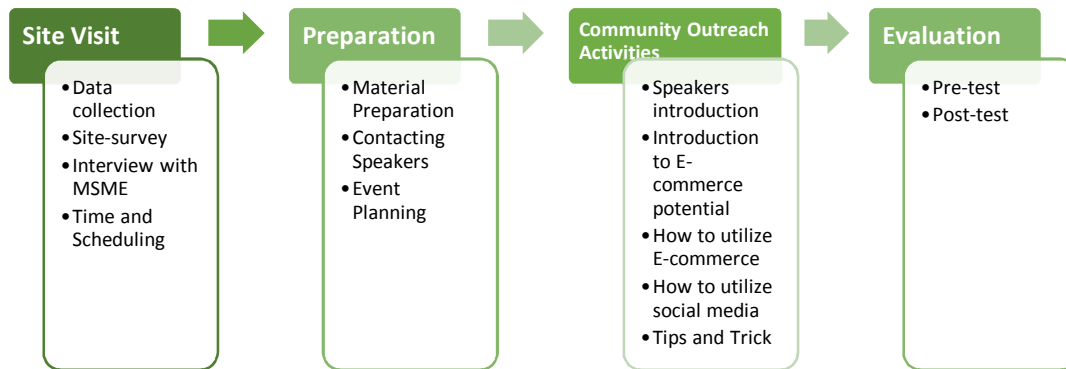 Site Visit
• Data
collection
• Site-survey
• Interview with
MSME
• Time and
Scheduling
Preparation
• Material
Preparation
• Contacting
Speakers
• Event
Planning
Community Outreach
Activities
• Speakers
introduction
• Introduction
to E-
commerce
potential
• How to utilize
E-commerce
• How to utilize
social media
• Tips and Trick
Evaluation
• Pre-test
• Post-test